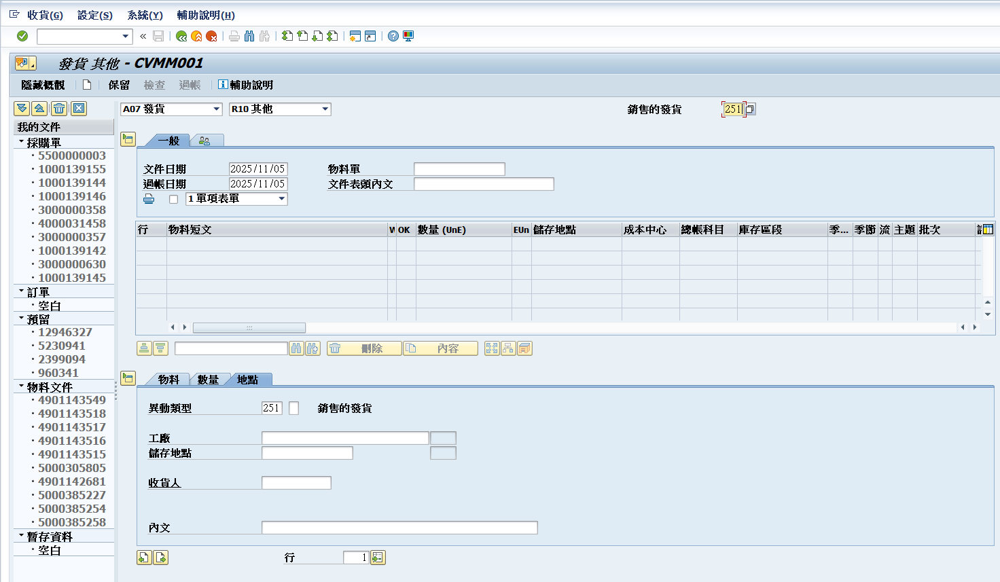 收貨(G) 設定(S) 系統(Y) 輔助說明(H)
發貨 其他 - CVMM001
隱藏概觀 保留 檢查 過帳 輔助說明
A07 發貨 R10 其他 銷售的發貨 251
我的文件
採購單
5500000003
1000139155
1000139144
1000139146
3000000358
4000031458
3000000357
1000139142
3000000630
1000139145
訂單
空白
預留
12946327
5230941
2399094
960341
物料文件
4901143549
4901143518
4901143517
4901143516
4901143515
5000305805
4901142681
5000385227
5000385254
5000385258
暫存資料
空白
一般
文件日期 2025/11/05 物料單
過帳日期 2025/11/05 文件表頭內文
1 單項表單
行 物料短文 OK 數量 (UnE) EUn 儲存地點 成本中心 總帳科目 庫存區段 季... 季節 流 主題 批次
刪除 內容
物料 數量 地點
異動類型 251 銷售的發貨
工廠
儲存地點
收貨人
內文
行 1